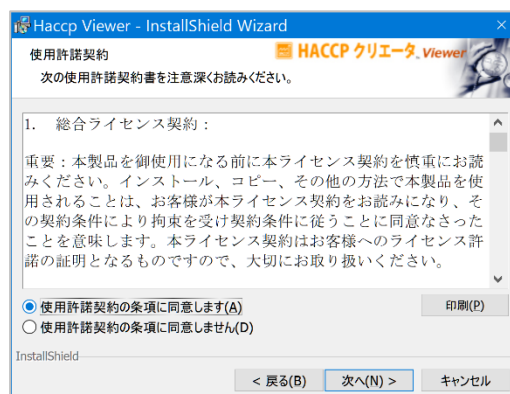 Haccp Viewer - InstallShield Wizard
使用許諾契約
HACCP クリエータ Viewer
次の使用許諾契約書を注意深くお読みください。
1. 総合ライセンス契約：
重要：本製品を御使用になる前に本ライセンス契約を慎重にお読
みください。インストール、コピー、その他の方法で本製品を使
用されることは、お客様が本ライセンス契約をお読みになり、そ
の契約条件により拘束を受け契約条件に従うことに同意なさった
ことを意味します。本ライセンス契約はお客様へのライセンス許
諾の証明となるものですので、大切にお取り扱いください。
使用許諾契約の条項に同意します(A)
印刷(P)
使用許諾契約の条項に同意しません(D)
InstallShield
< 戻る(B)
次へ(N) >
キャンセル